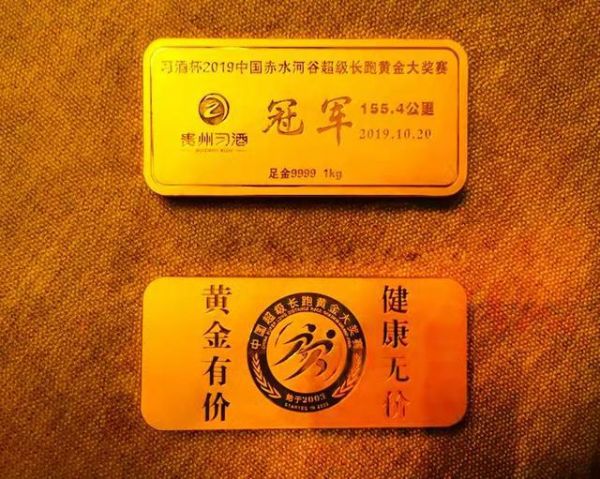 习酒杯2019中国赤水河谷超级长跑黄金大奖赛
贵州习酒
冠军
155.4公里
2019.10.20
足金9999 1kg
黄金有价
中国超级长跑黄金大奖赛
始于2003
STARTED IN 2003
健康无价